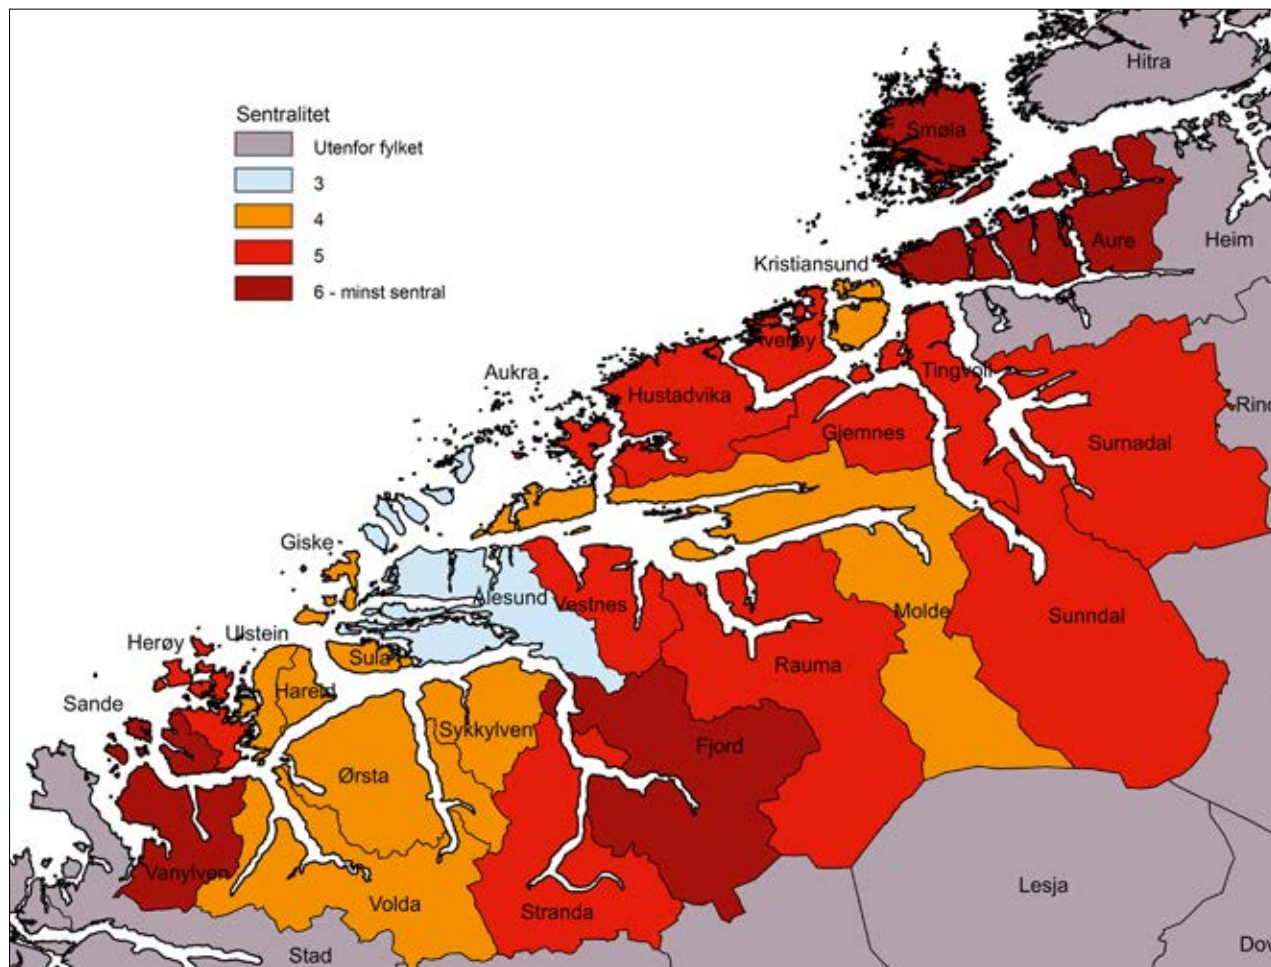 Hitra
Sentralitet
Utenfor fylket
3
4
5
6 - minst sentral
Smøla
Aure
Heim
Kristiansund
Averøy
Tingvoll
Aukra
Hustadvika
Rind
Gjemnes
Surnadal
Giske
Ålesund
Vestnes
Molde
Sunndal
Ulstein
Herøy
Sula
Rauma
Hareid
Sande
Sykkylven
Fjord
Ørsta
Vanylven
Lesja
Volda
Stranda
Stad
Dov